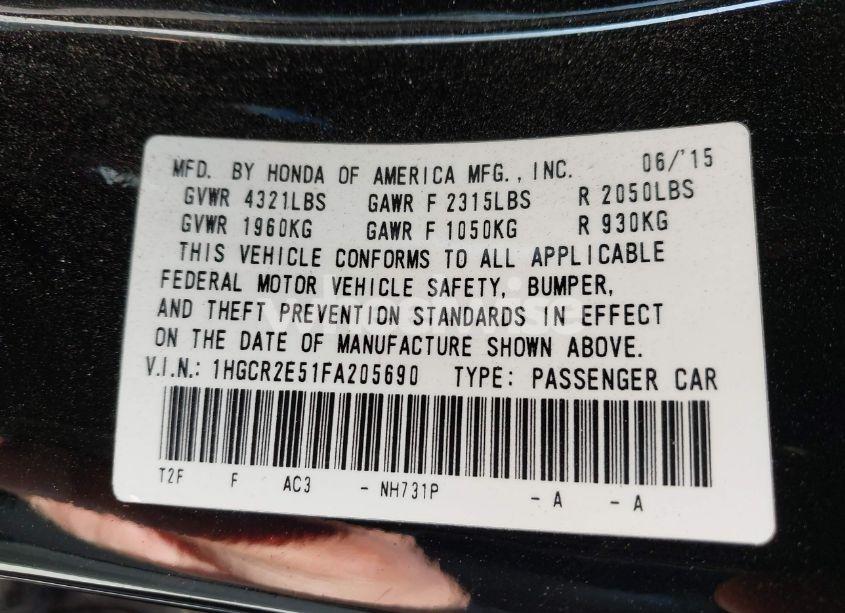 MFD. BY HONDA OF AMERICA MFG., INC. 06/'15
GVWR 4321LBS GAWR F 2315LBS R 2050LBS
GVWR 1960KG GAWR F 1050KG R 930KG
THIS VEHICLE CONFORMS TO ALL APPLICABLE
FEDERAL MOTOR VEHICLE SAFETY, BUMPER,
AND THEFT PREVENTION STANDARDS IN EFFECT
ON THE DATE OF MANUFACTURE SHOWN ABOVE.
V.I.N.: 1HGCR2E51FA205690 TYPE: PASSENGER CAR
T2F F AC3 - NH731P - A - A